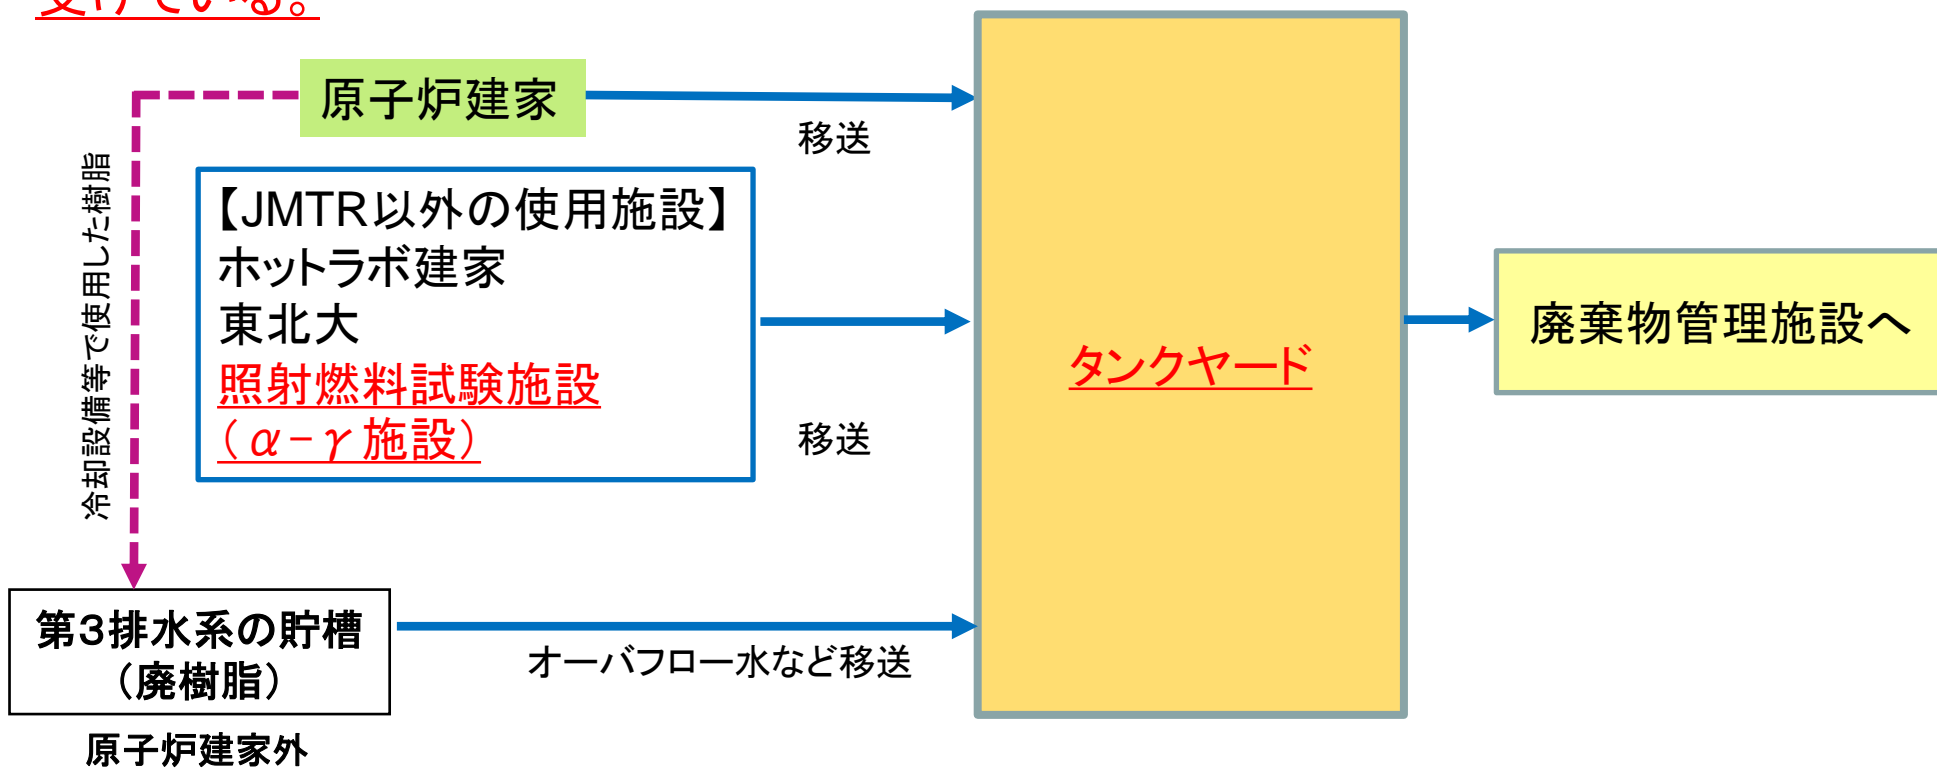 受けている。
原子炉建家
移送
冷却設備等で使用した樹脂
【JMTR以外の使用施設】
ホットラボ建家
東北大
照射燃料試験施設
（α−γ施設）
移送
タンクヤード
廃棄物管理施設へ
第3排水系の貯槽
（廃樹脂）
オーバフロー水など移送
原子炉建家外